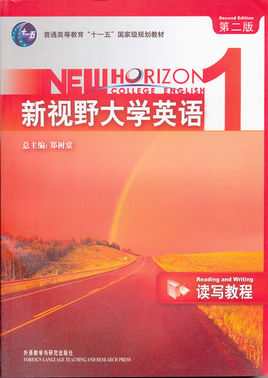 Second Edition
第二版
普通高等教育“十一五”国家级规划教材
NEW HORIZON
COLLEGE ENGLISH
1
新视野大学英语
总主编：郑树棠
Reading and Writing
读写教程
外语教学与研究出版社
FOREIGN LANGUAGE TEACHING AND RESEARCH PRESS